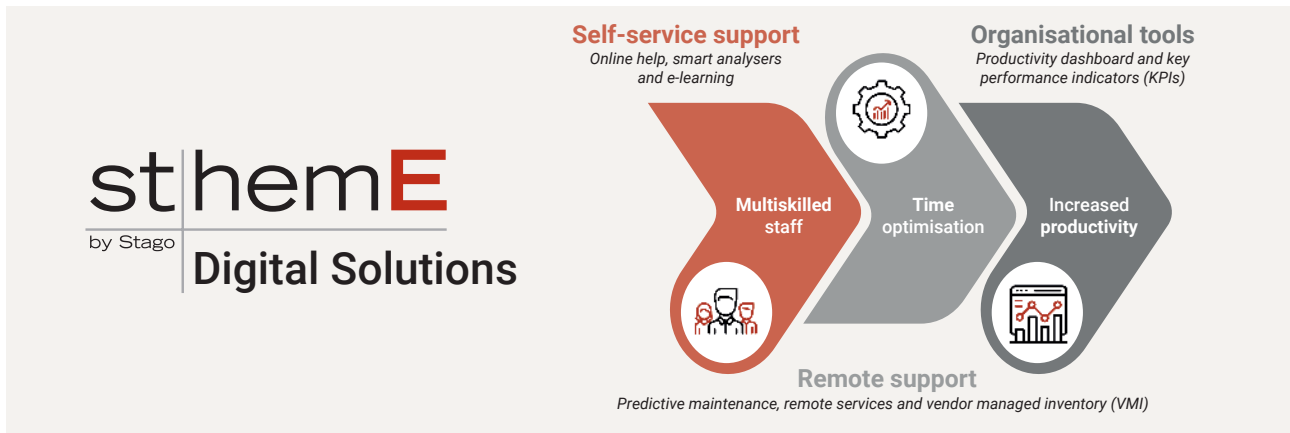 sthemE
by Stago
Digital Solutions
Self-service support
Online help, smart analysers
and e-learning
Organisational tools
Productivity dashboard and key
performance indicators (KPIs)
Multiskilled
staff
Time
optimisation
Increased
productivity
Remote support
Predictive maintenance, remote services and vendor managed inventory (VMI)